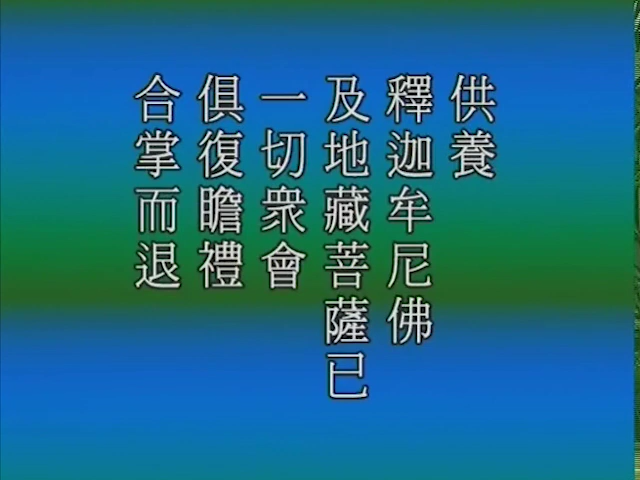 供養
釋迦牟尼佛
及地藏菩薩已
一切衆會
俱復瞻禮
合掌而退